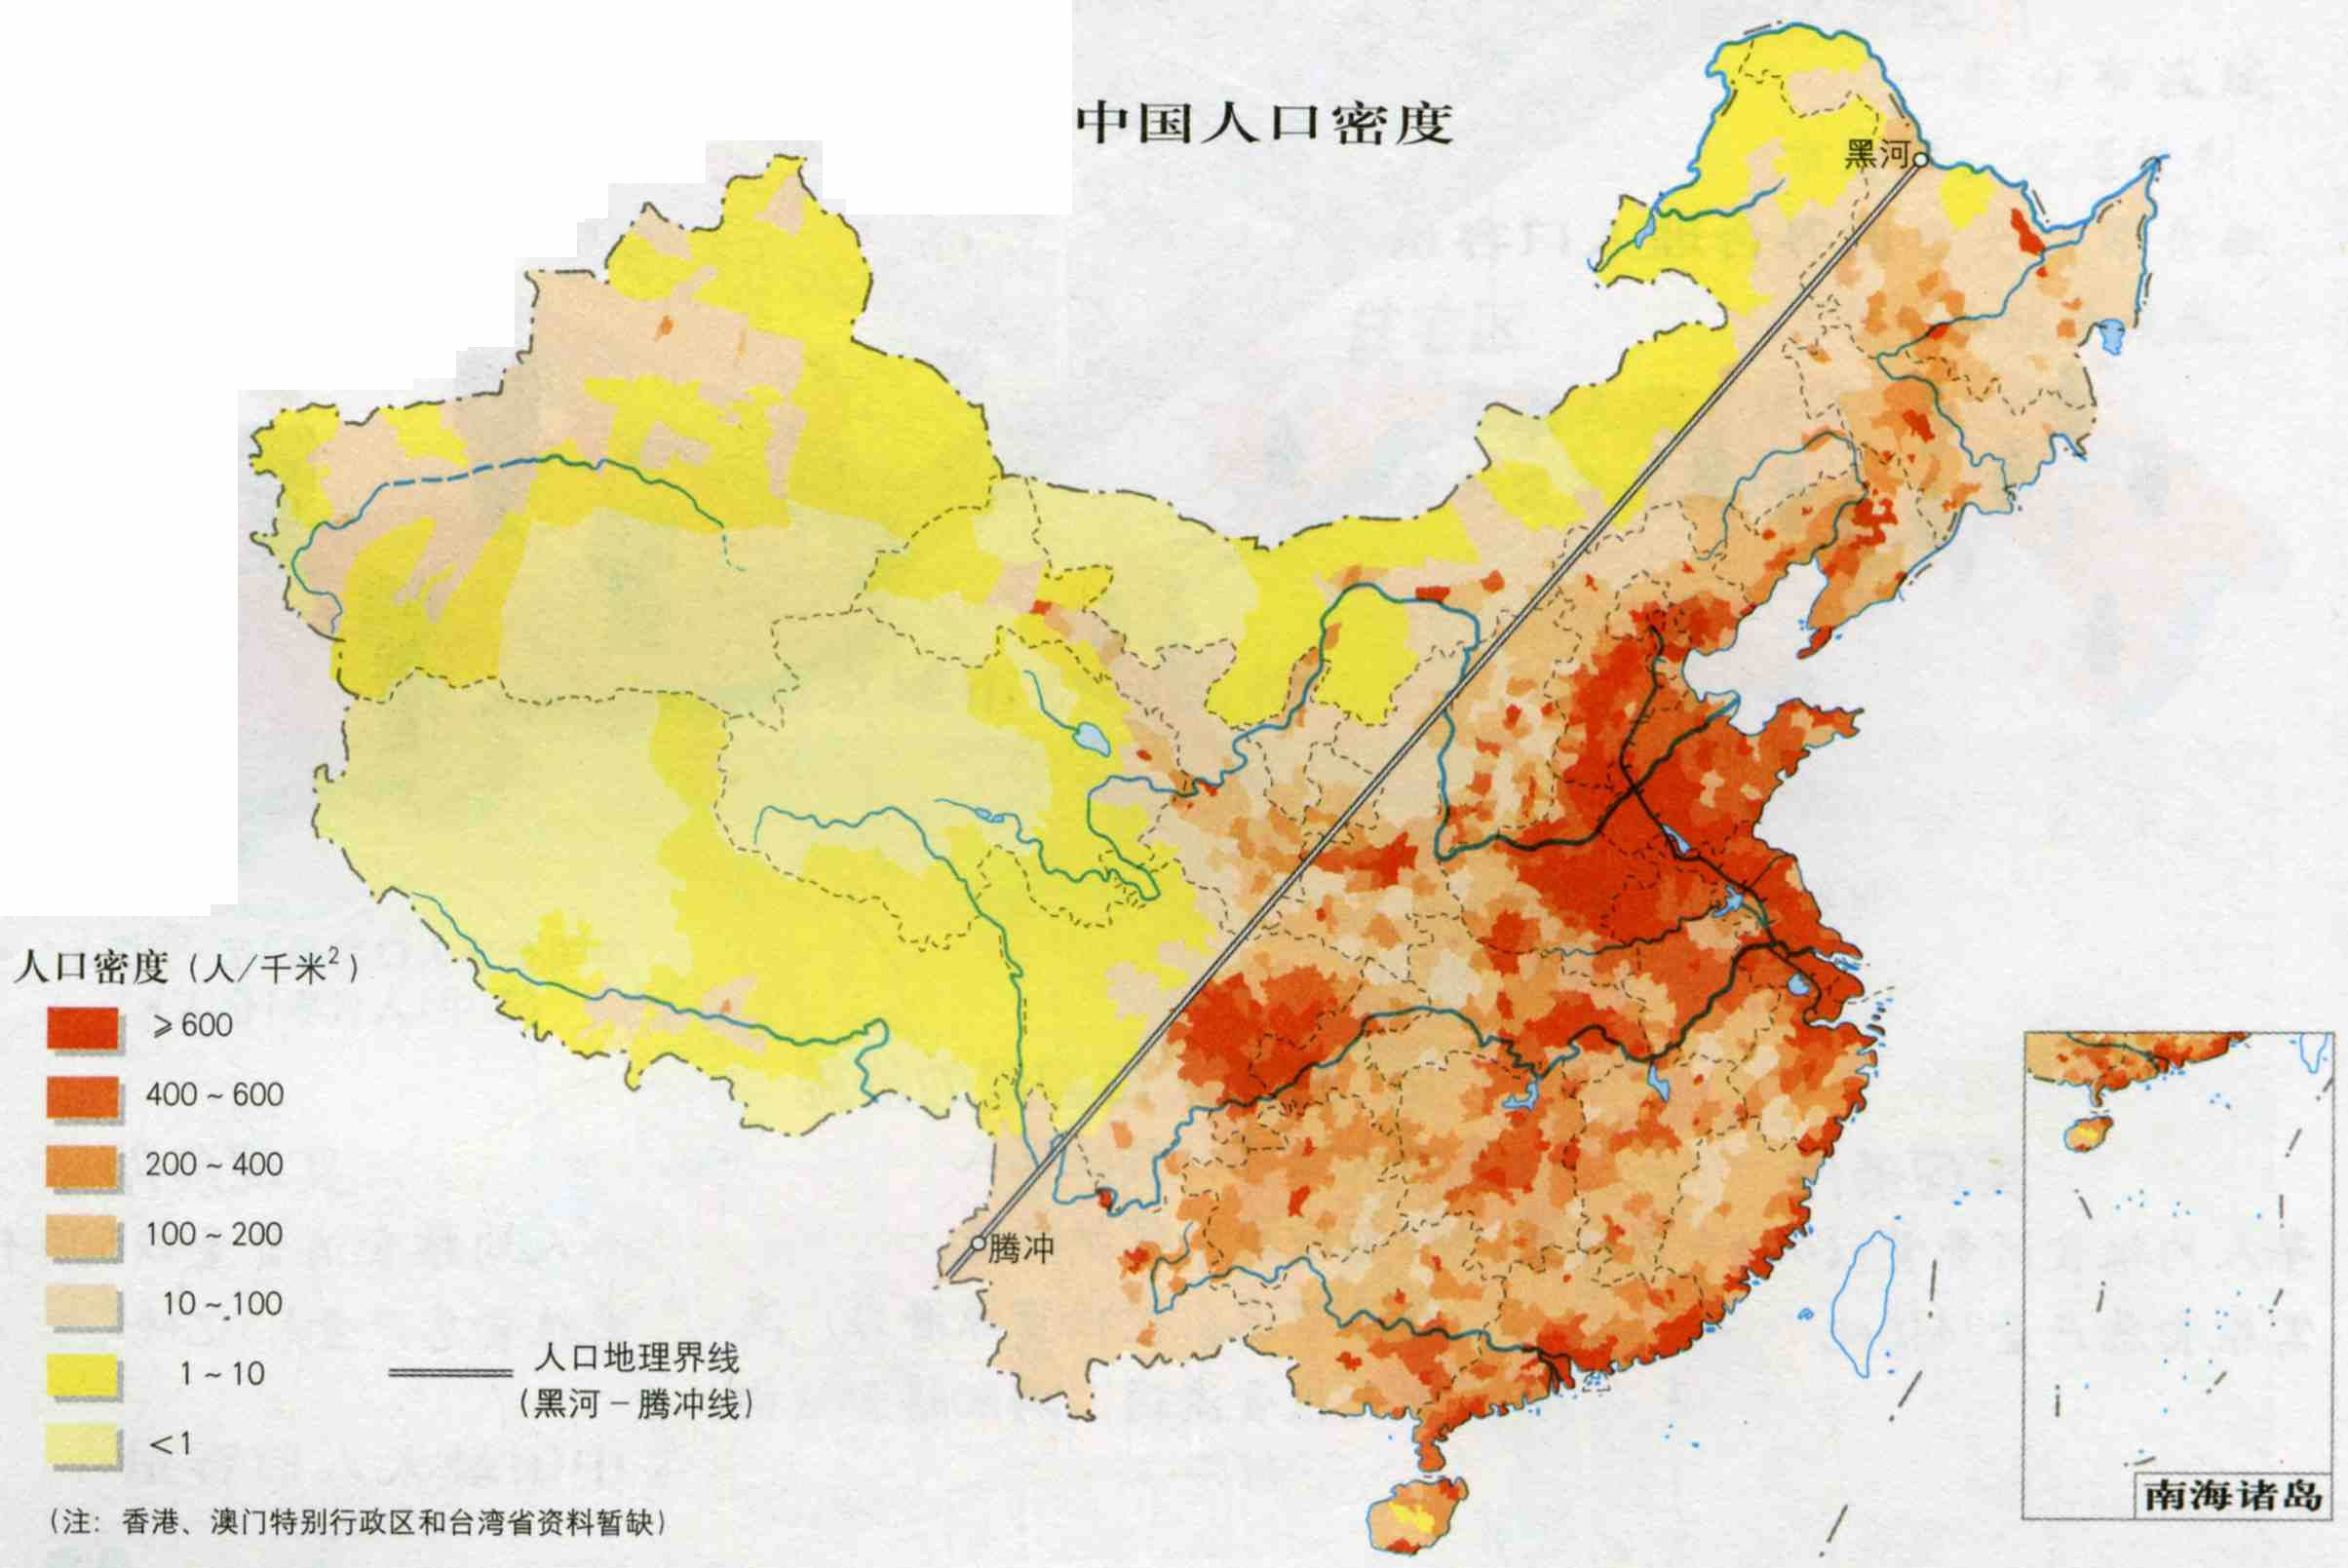 中国人口密度
黑河
腾冲
人口密度（人/千米²）
≥600
400~600
200~400
100~200
10~100
1~10
<1
人口地理界线
（黑河－腾冲线）
（注：香港、澳门特别行政区和台湾省资料暂缺）
南海诸岛